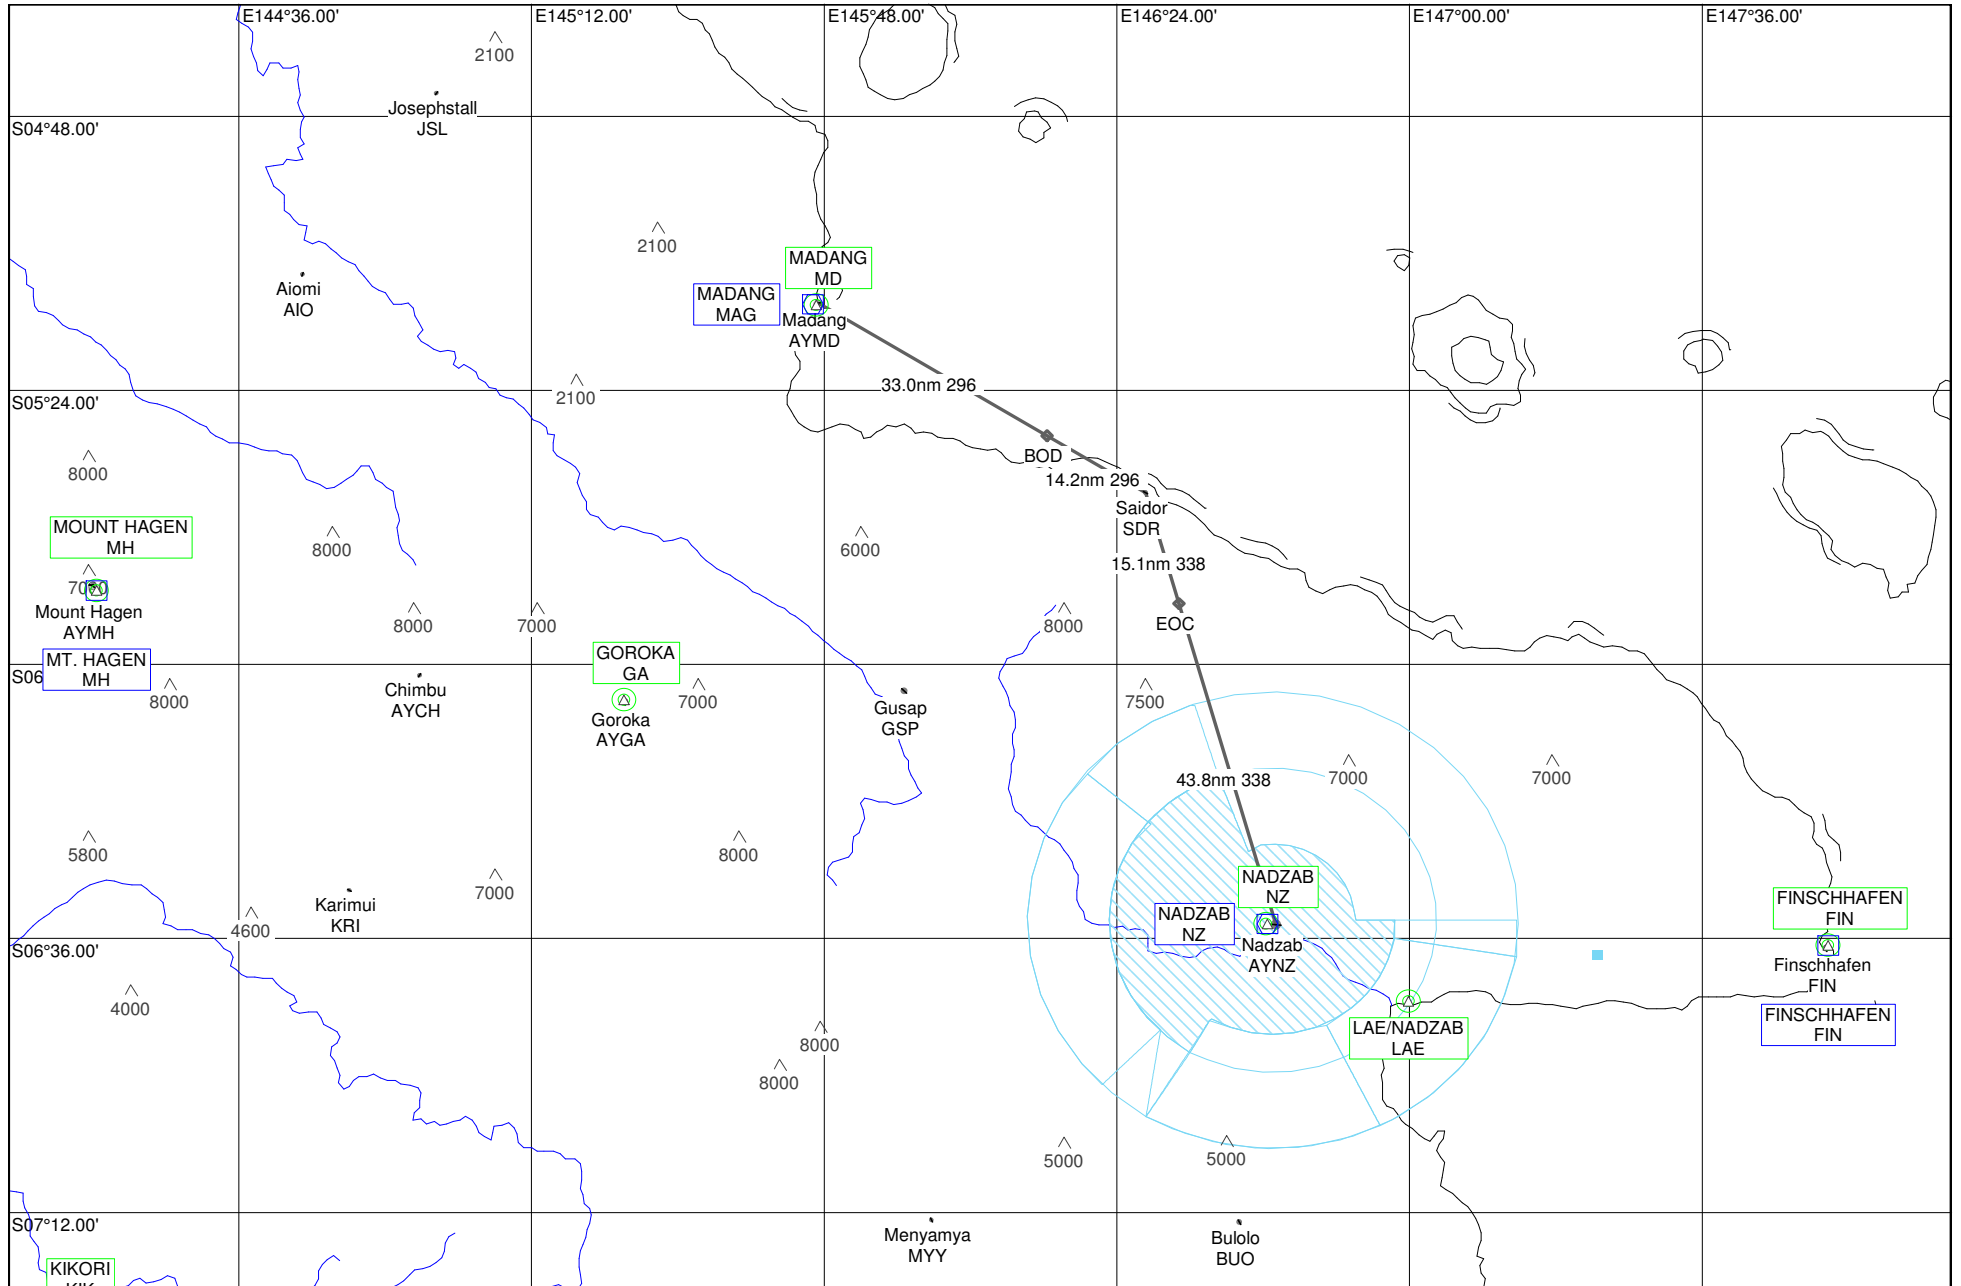 E144°36.00'
E145°12.00'
E145°48.00'
E146°24.00'
E147°00.00'
E147°36.00'
2100
Josephstall
JSL
S04°48.00'
2100
MADANG
MD
Aiomi
AIO
MADANG
MAG
Madang
AYMD
33.0nm 296
2100
S05°24.00'
BOD
8000
14.2nm 296
Saidor
SDR
MOUNT HAGEN
MH
8000
6000
15.1nm 338
Mount Hagen
AYMH
8000
7000
8000
EOC
MT. HAGEN
MH
S06
GOROKA
GA
8000
Chimbu
AYCH
7000
Gusap
GSP
7500
Goroka
AYGA
43.8nm 338
7000
7000
5800
8000
7000
NADZAB
NZ
Karimui
KRI
NADZAB
NZ
FINSCHHAFEN
FIN
4600
S06°36.00'
Nadzab
AYNZ
Finschhafen
FIN
4000
8000
LAE/NADZAB
LAE
FINSCHHAFEN
FIN
8000
5000
5000
S07°12.00'
Menyamya
MYY
Bulolo
BUO
KIKORI